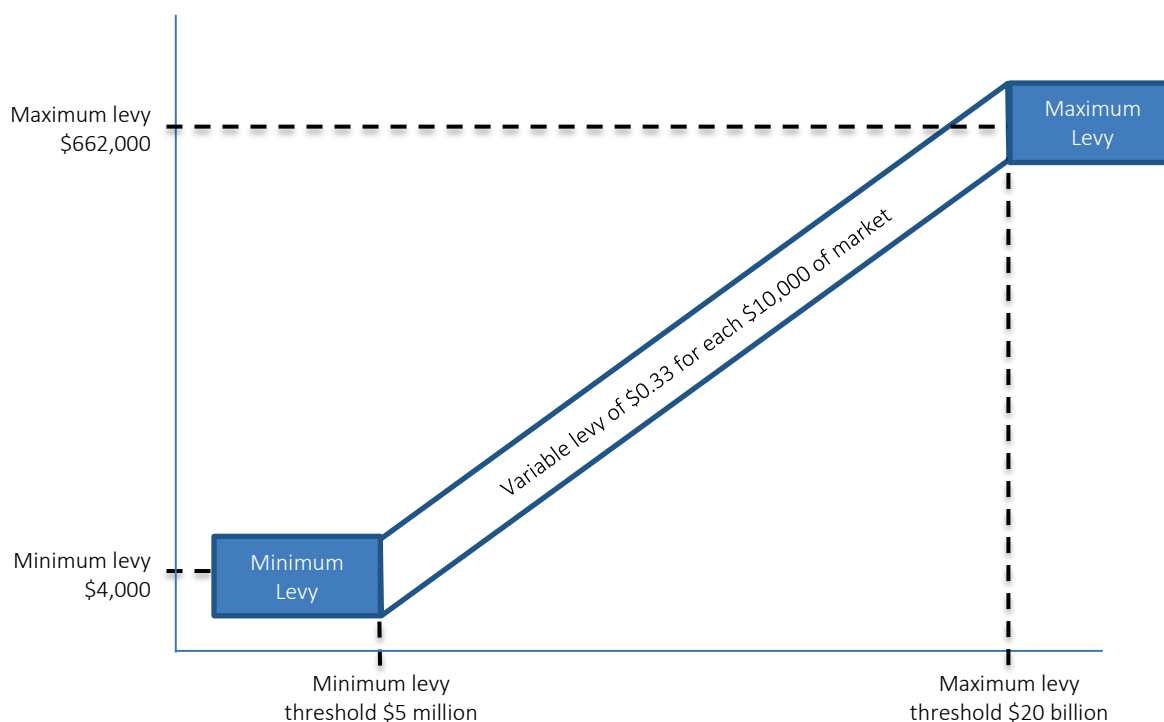 Maximum levy
$662,000
Maximum
Levy
Variable levy of $0.33 for each $10,000 of market
Minimum levy
$4,000
Minimum
Levy
Minimum levy
threshold $5 million
Maximum levy
threshold $20 billion